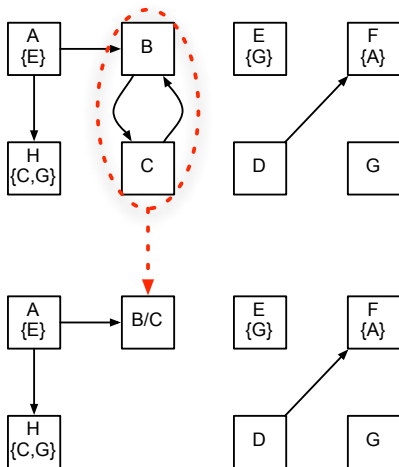 A
{E}
B
E
{G}
F
{A}
H
{C,G}
C
D
G
A
{E}
B/C
E
{G}
F
{A}
H
{C,G}
D
G